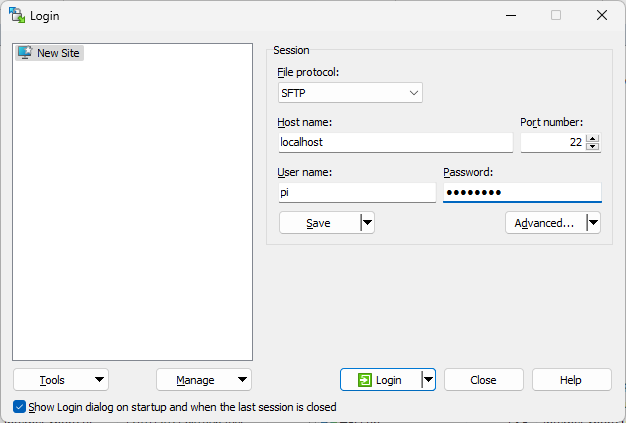 Login
New Site
Session
File protocol:
SFTP
Host name:
Port number:
localhost
22
User name:
Password:
pi
●●●●●●●●
Save
Advanced...
Tools
Manage
Login
Close
Help
Show Login dialog on startup and when the last session is closed